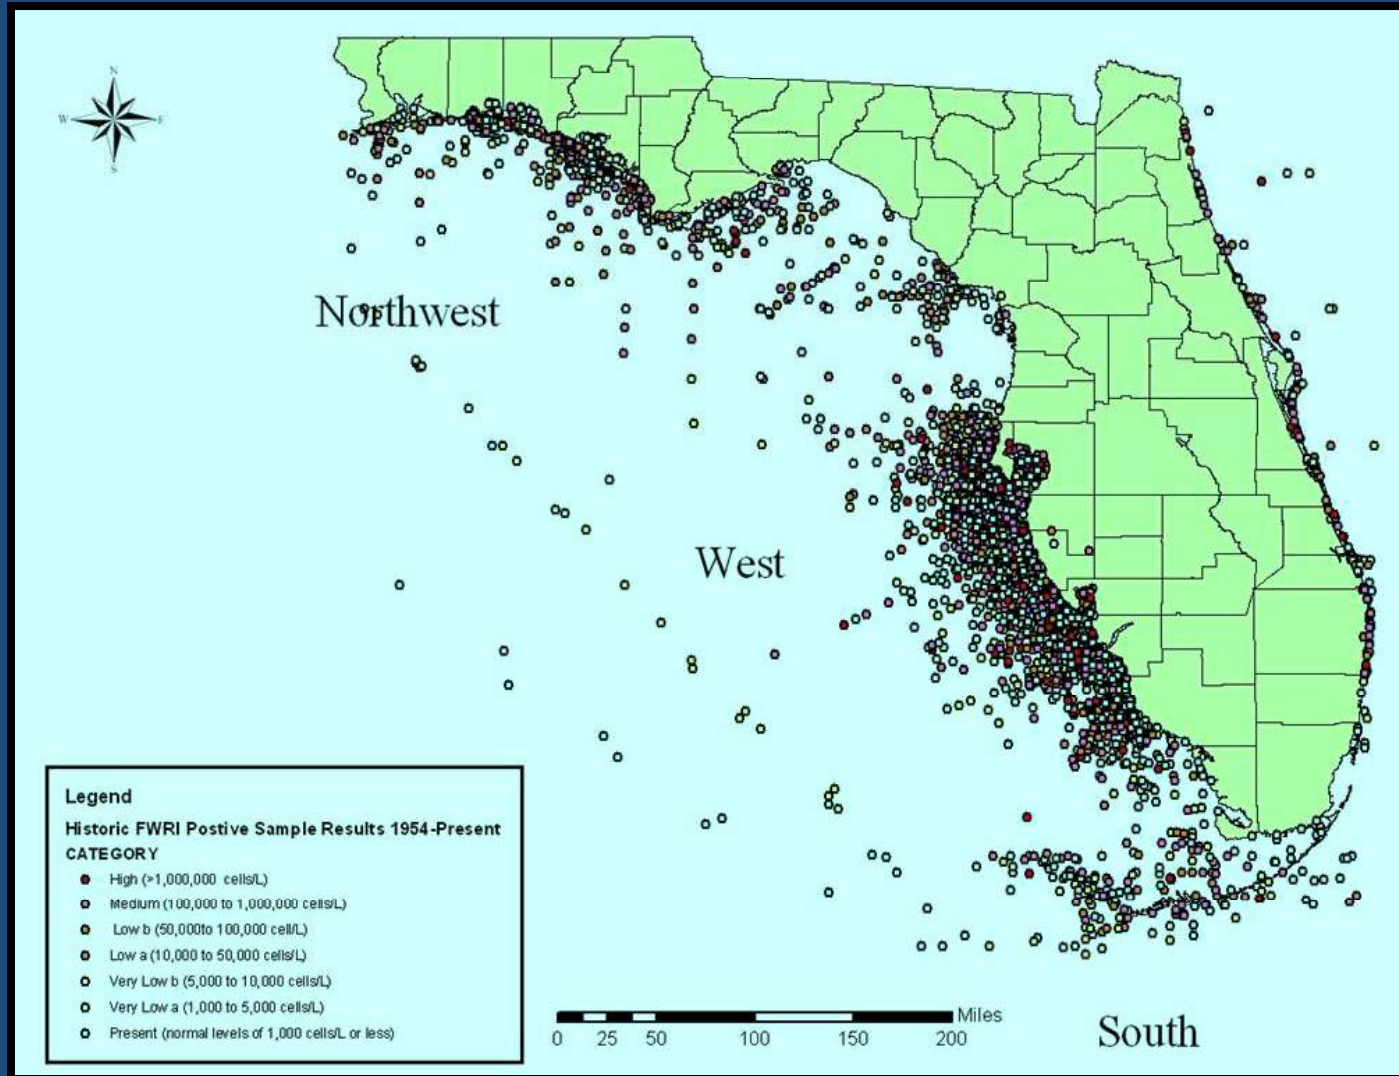 N
W
E
S
Northwest
West
South
Legend
Historic FWRI Postive Sample Results 1954-Present
CATEGORY
High (>1,000,000 cells/L)
Medium (100,000 to 1,000,000 cells/L)
Low b (50,000to 100,000 cell/L)
Low a (10,000 to 50,000 cells/L)
Very Low b (5,000 to 10,000 cells/L)
Very Low a (1,000 to 5,000 cells/L)
Present (normal levels of 1,000 cells/L or less)
Miles
0 25 50 100 150 200